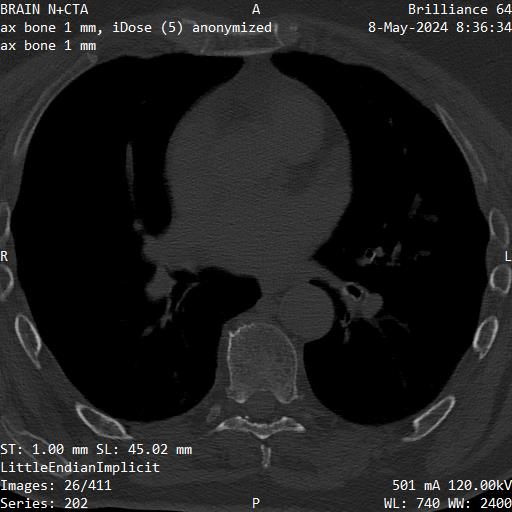 BRAIN N+CTA
A
Brilliance 64
ax bone 1 mm, iDose (5) anonymized
8-May-2024 8:36:34
ax bone 1 mm
R
L
ST: 1.00 mm SL: 45.02 mm
LittleEndianImplicit
Images: 26/411
501 mA 120.00kV
Series: 202
P
WL: 740 WW: 2400